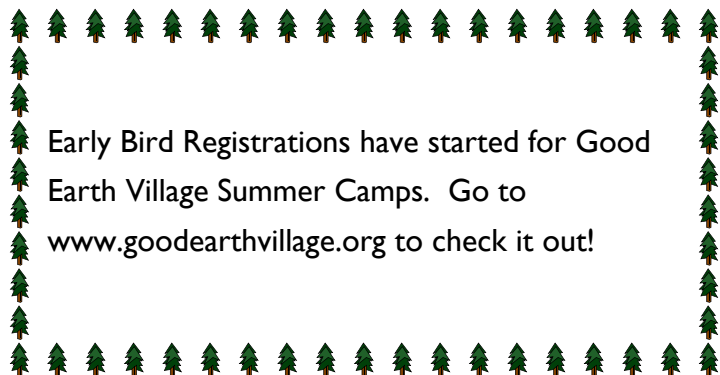 Early Bird Registrations have started for Good
Earth Village Summer Camps.  Go to
www.goodearthvillage.org to check it out!